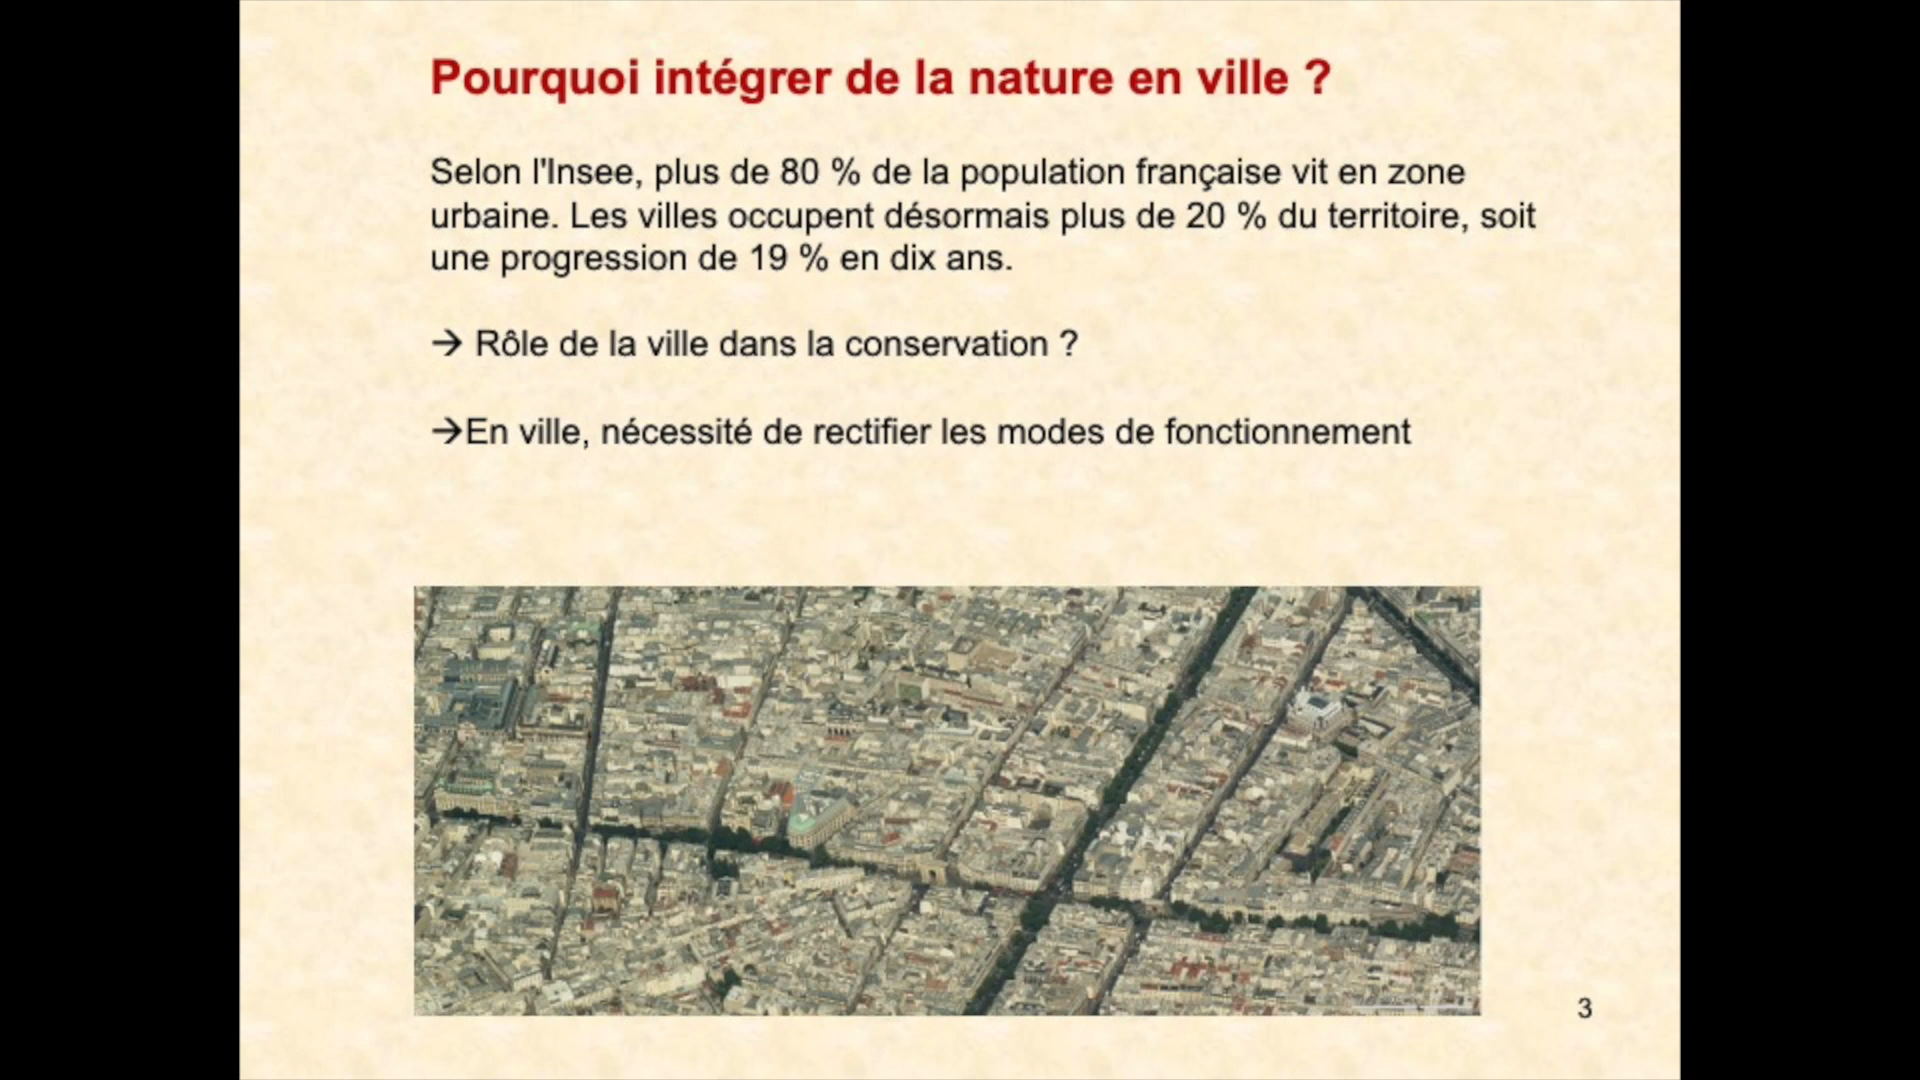 Pourquoi intégrer de la nature en ville ?
Selon l'Insee, plus de 80 % de la population française vit en zone
urbaine. Les villes occupent désormais plus de 20 % du territoire, soit
une progression de 19 % en dix ans.
→ Rôle de la ville dans la conservation ?
→En ville, nécessité de rectifier les modes de fonctionnement
3